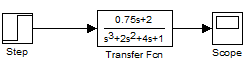 0.75s+2
s³+2s²+4s+1
Step
Transfer Fcn
Scope